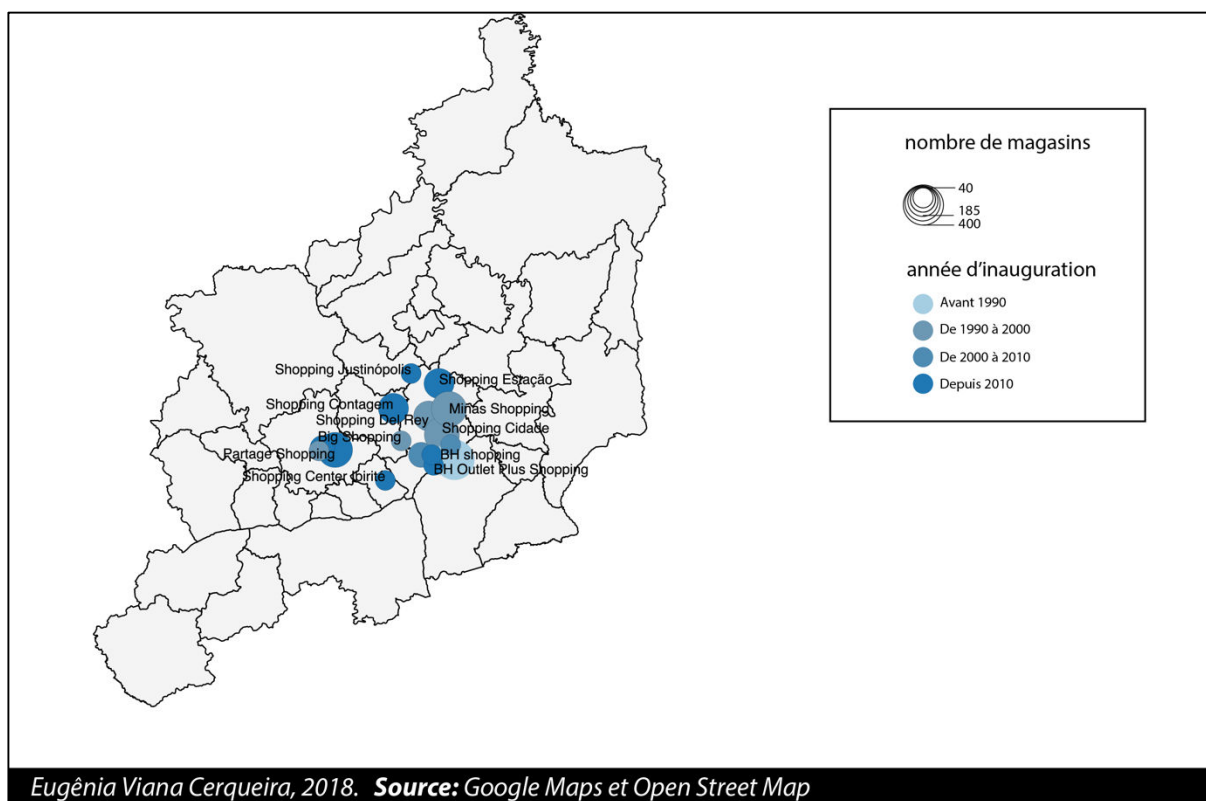 nombre de magasins
40
185
400
année d'inauguration
Avant 1990
De 1990 à 2000
De 2000 à 2010
Depuis 2010
Shopping Justinópolis
Shopping Estação
Shopping Contagem
Minas Shopping
Shopping Del Rey
Shopping Cidade
Big Shopping
Partage Shopping
BH shopping
BH Outlet Plus Shopping
Shopping Center Ibirité
Eugênia Viana Cerqueira, 2018. Source: Google Maps et Open Street Map